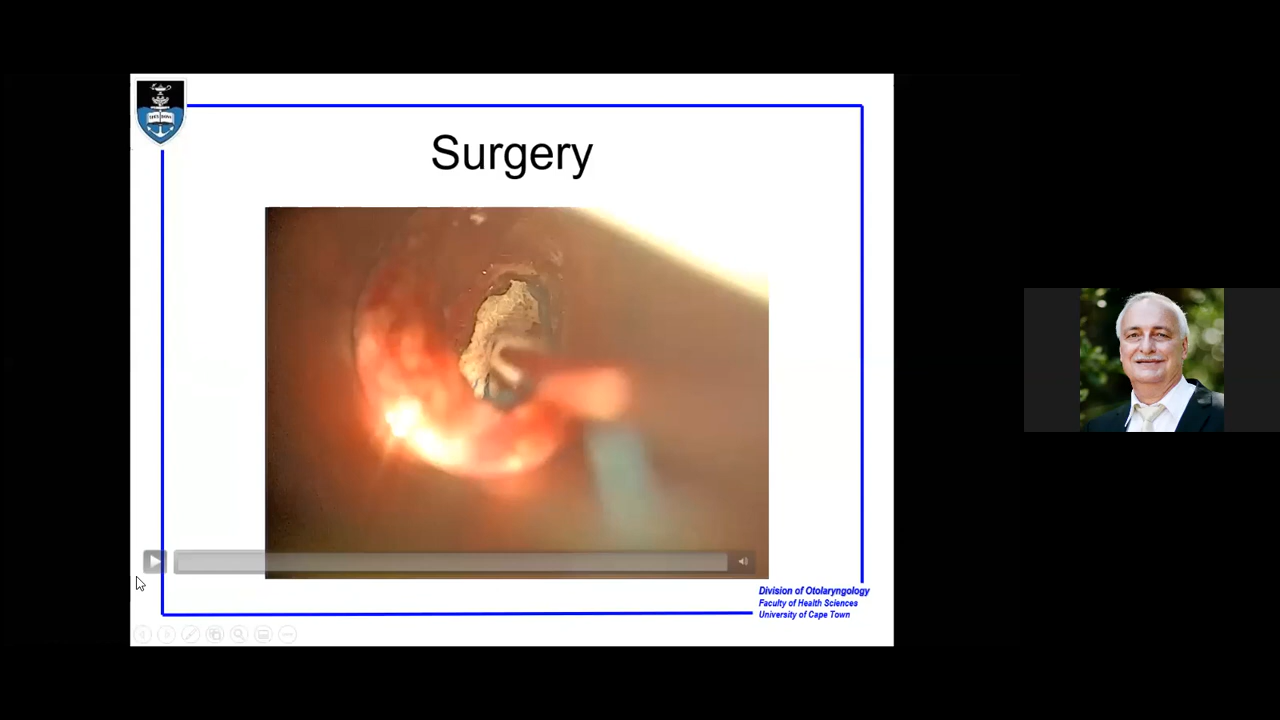 Surgery
Division of Otolaryngology
Faculty of Health Sciences
University of Cape Town